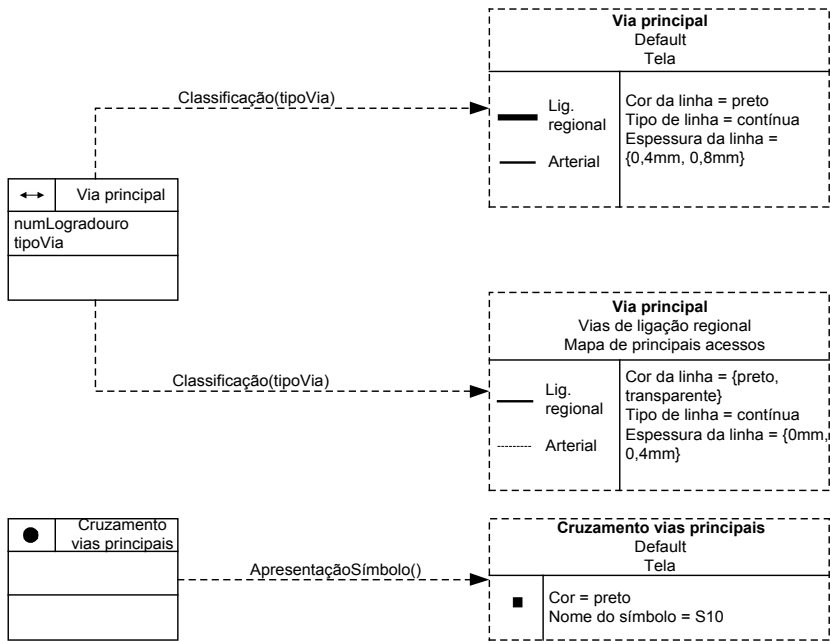 Via principal
Default
Tela
Classificação(tipoVia)
Lig.
regional
Arterial
Cor da linha = preto
Tipo de linha = contínua
Espessura da linha =
{0,4mm, 0,8mm}
Via principal
numLogradouro
tipoVia
Via principal
Vias de ligação regional
Mapa de principais acessos
Classificação(tipoVia)
Lig.
regional
Arterial
Cor da linha = {preto,
transparente}
Tipo de linha = contínua
Espessura da linha = {0mm,
0,4mm}
Cruzamento
vias principais
ApresentaçãoSímbolo()
Cruzamento vias principais
Default
Tela
Cor = preto
Nome do símbolo = S10